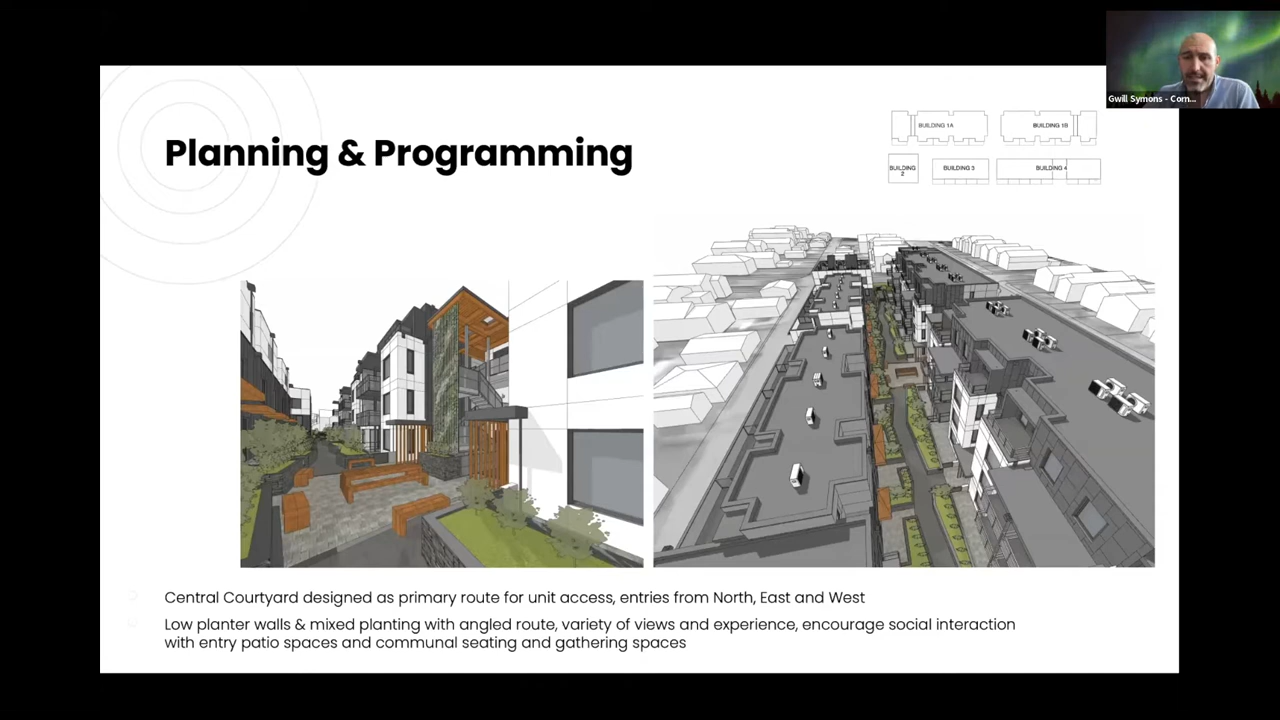 Gwill Symons - Corn...
Planning & Programming
BUILDING 1A
BUILDING 1B
BUILDING
2
BUILDING 3
BUILDING 4
Central Courtyard designed as primary route for unit access, entries from North, East and West
Low planter walls & mixed planting with angled route, variety of views and experience, encourage social interaction
with entry patio spaces and communal seating and gathering spaces